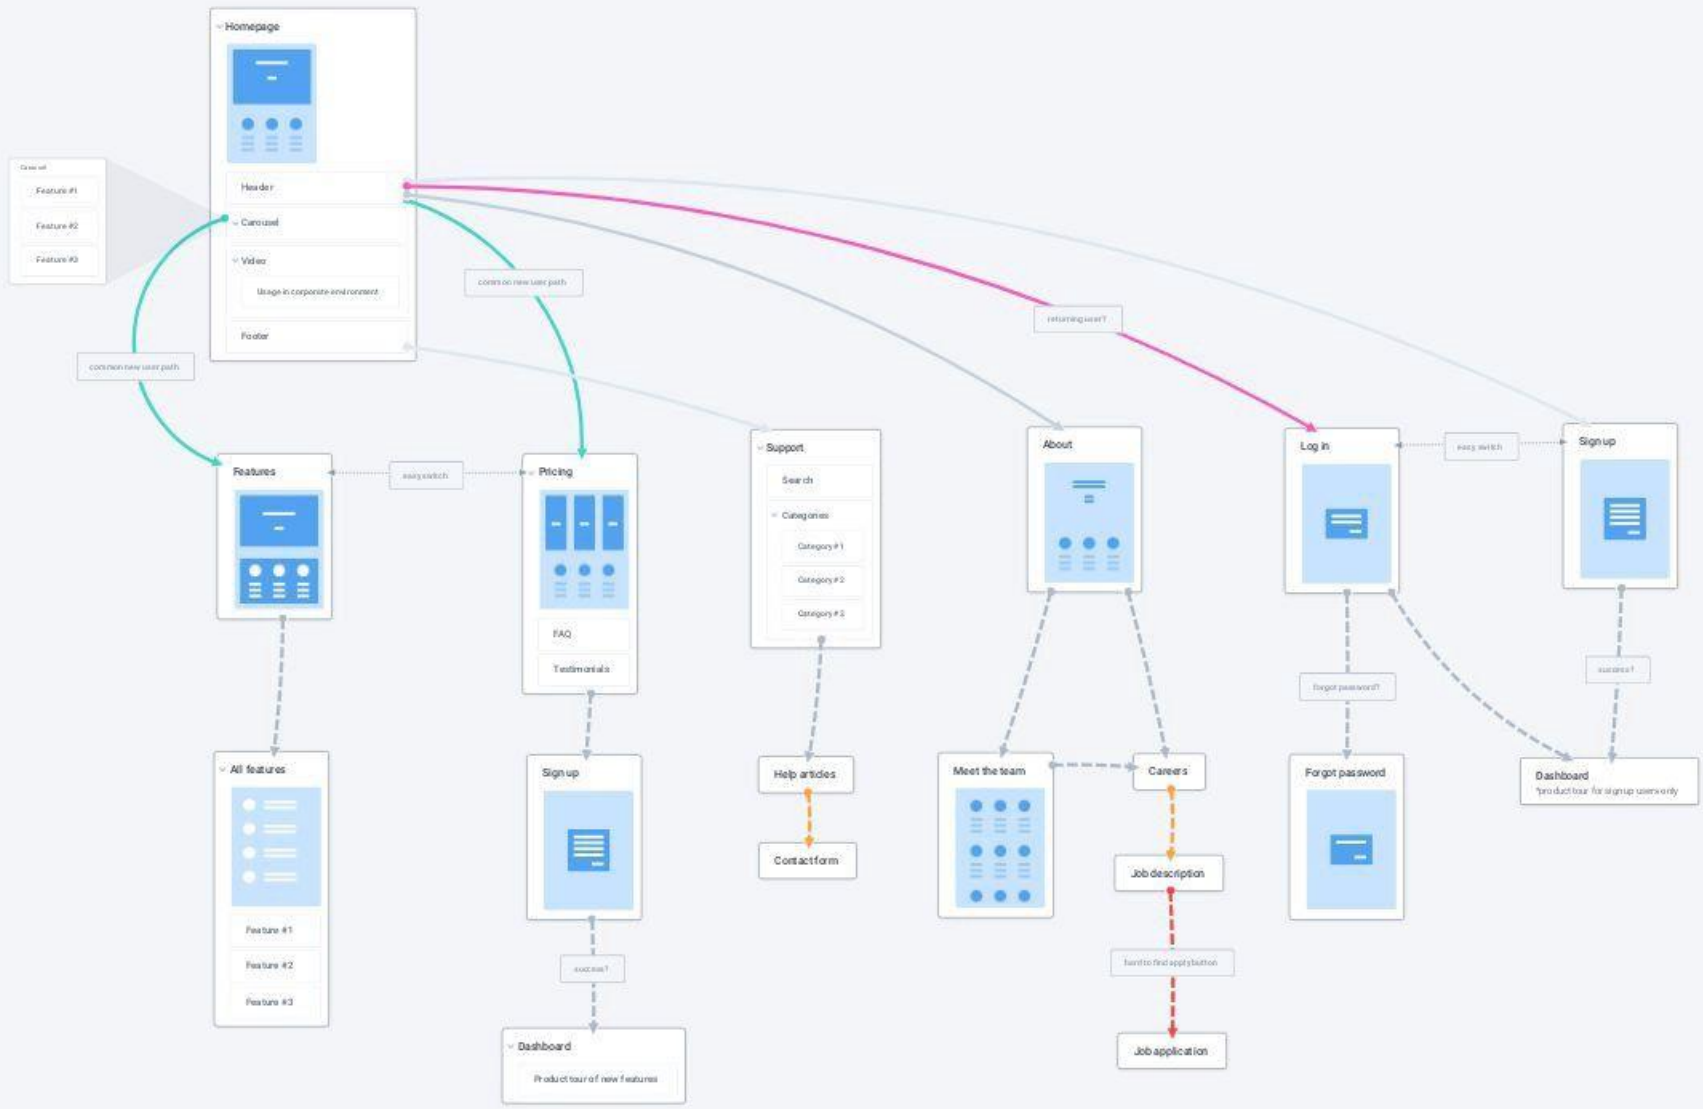 Homepage
Header
Carousel
Video
Usage in corporate environment
Footer
Carousel
Feature #1
Feature #2
Feature #3
common new user path
common new user path
returning user?
Features
easy switch
Pricing
FAQ
Testimonials
Support
Search
Categories
Category #1
Category #2
Category #3
About
Log in
easy switch
Sign up
forgot password?
success?
All features
Feature #1
Feature #2
Feature #3
Sign up
success?
Dashboard
Product tour of new features
Help articles
Contact form
Meet the team
Careers
Job description
hard to find apply button
Job application
Forgot password
Dashboard
*product tour for sign up users only